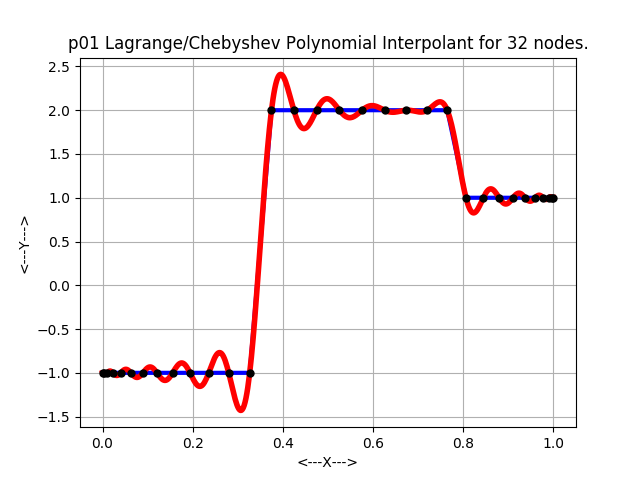 p01 Lagrange/Chebyshev Polynomial Interpolant for 32 nodes.
2.5
2.0
1.5
1.0
0.5
0.0
−0.5
−1.0
−1.5
<---Y--->
0.0 0.2 0.4 0.6 0.8 1.0
<---X--->